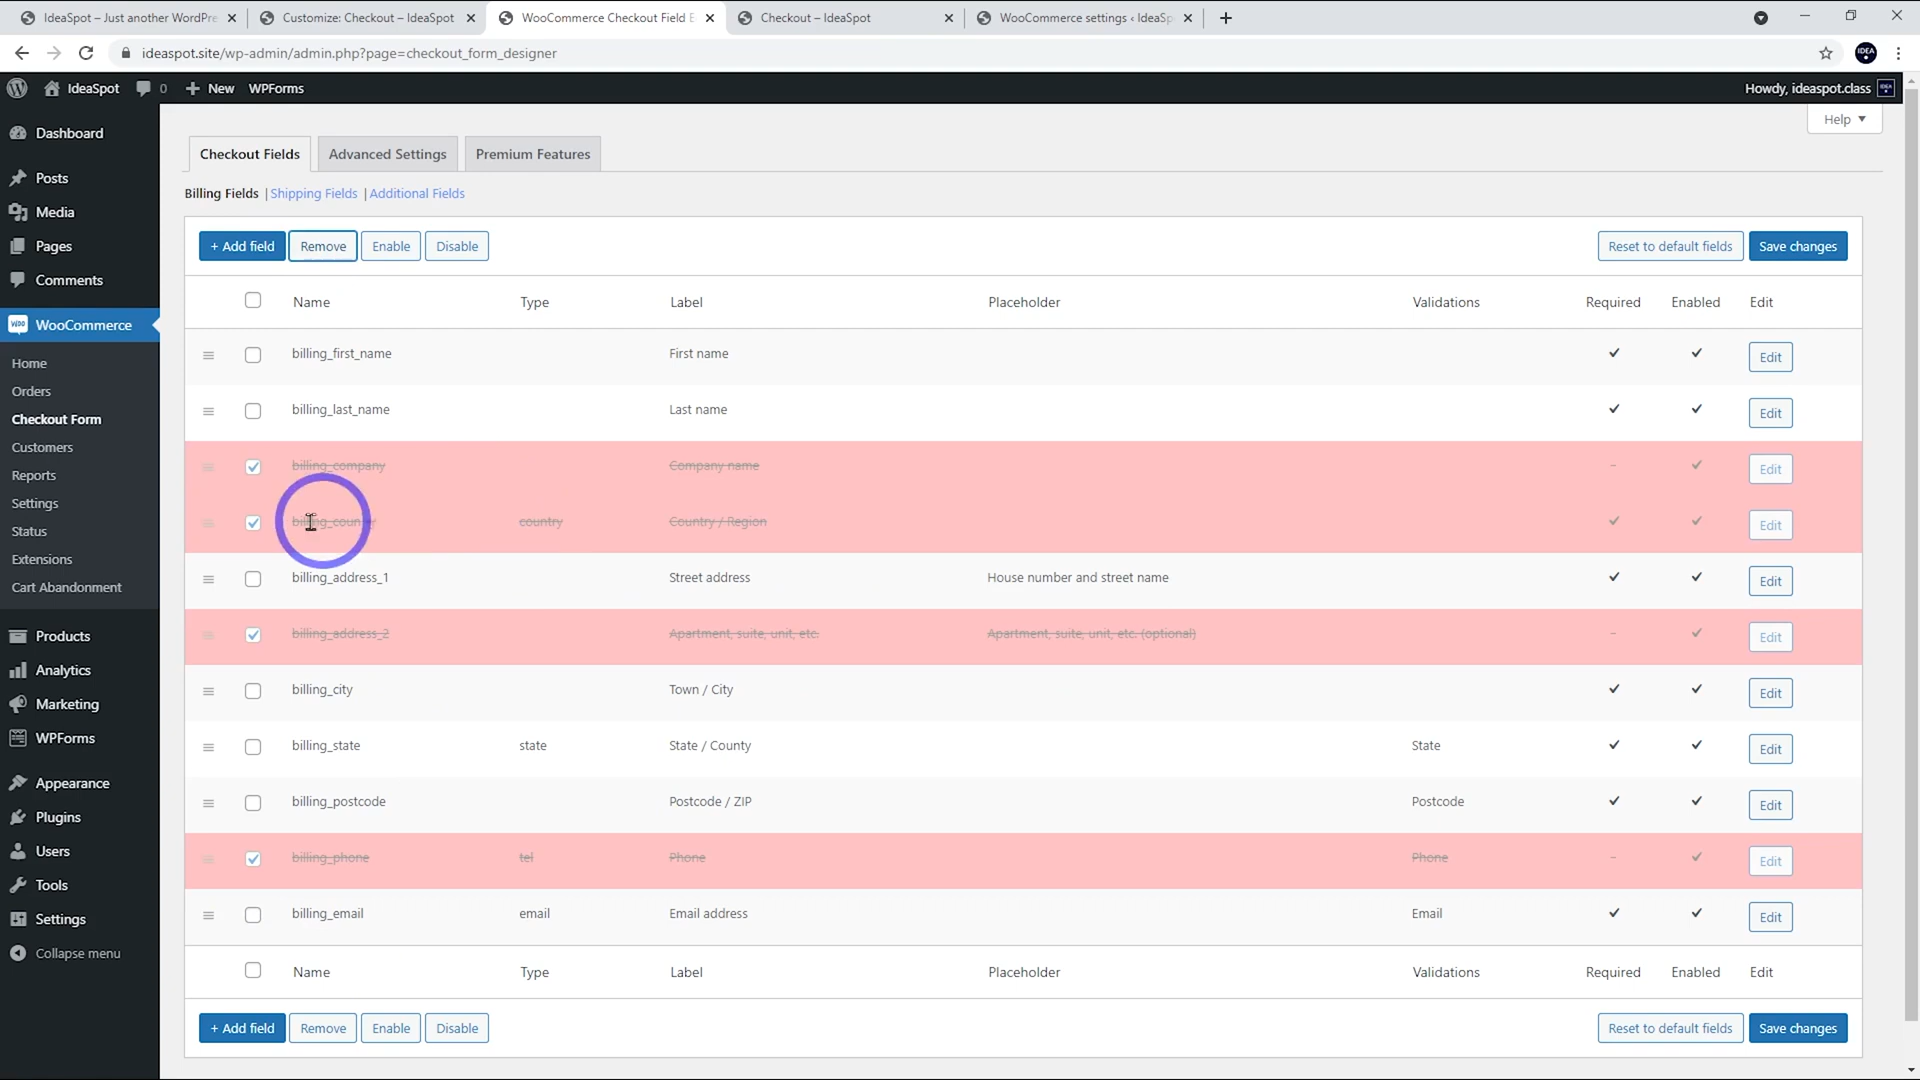 IdeaSpot – Just another WordPre
Customize: Checkout – IdeaSpot
WooCommerce Checkout Field E
Checkout – IdeaSpot
WooCommerce settings ‹ IdeaSp
ideaspot.site/wp-admin/admin.php?page=checkout_form_designer
IDEA
IdeaSpot
0
New
WPForms
Howdy, ideaspot.class
Help
Dashboard
Posts
Media
Pages
Comments
WooCommerce
Home
Orders
Checkout Form
Customers
Reports
Settings
Status
Extensions
Cart Abandonment
Products
Analytics
Marketing
WPForms
Appearance
Plugins
Users
Tools
Settings
Collapse menu
Checkout Fields
Advanced Settings
Premium Features
Billing Fields | Shipping Fields | Additional Fields
+ Add field Remove Enable Disable Reset to default fields Save changes
Name Type Label Placeholder Validations Required Enabled Edit
billing_first_name First name Edit
billing_last_name Last name Edit
billing_company Company name - Edit
country Country / Region Edit
billing_address_1 Street address House number and street name Edit
billing_address_2 Apartment, suite, unit, etc. Apartment, suite, unit, etc. (optional) - Edit
billing_city Town / City Edit
billing_state state State / County State Edit
billing_postcode Postcode / ZIP Postcode Edit
billing_phone tel Phone Phone - Edit
billing_email email Email address Email Edit
Name Type Label Placeholder Validations Required Enabled Edit
+ Add field Remove Enable Disable Reset to default fields Save changes